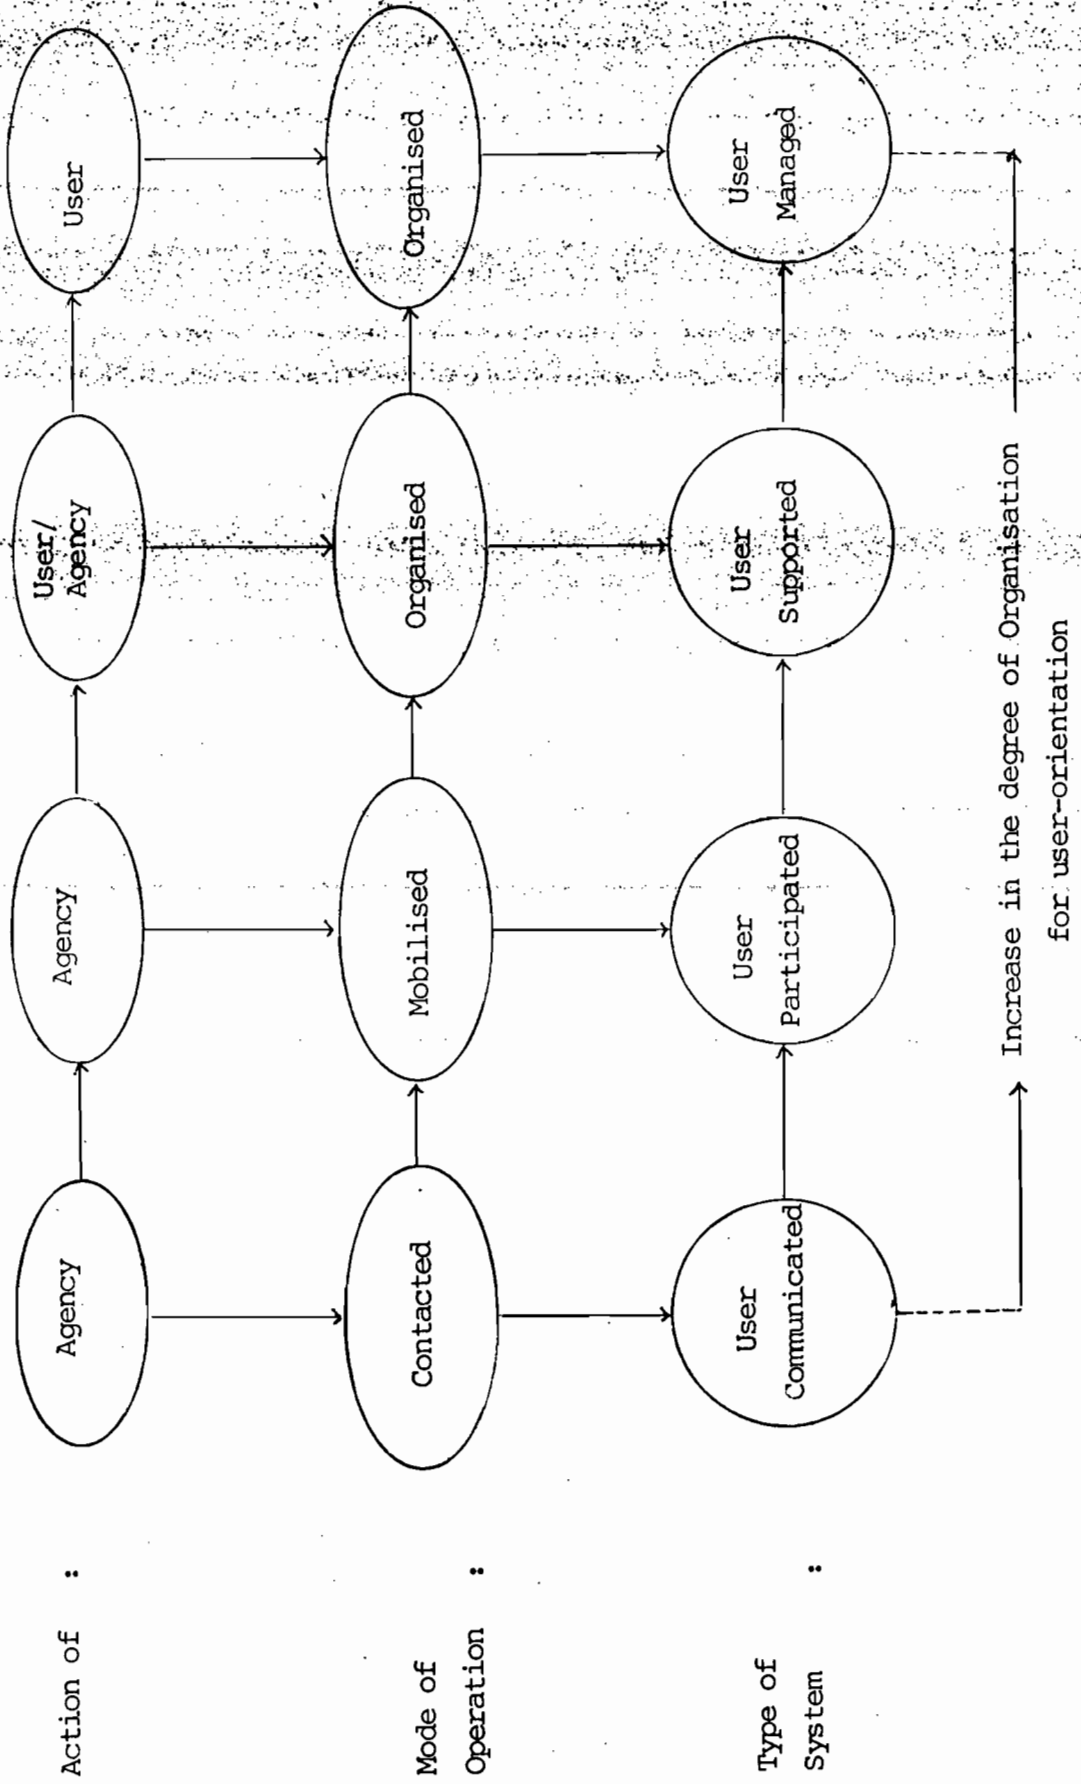 Action of :
Agency
Agency
User/
Agency
User
Mode of
Operation :
Contacted
Mobilised
Organised
Organised
Type of
System :
User
Communicated
User
Participated
User
Supported
User
Managed
Increase in the degree of Organisation
for user-orientation